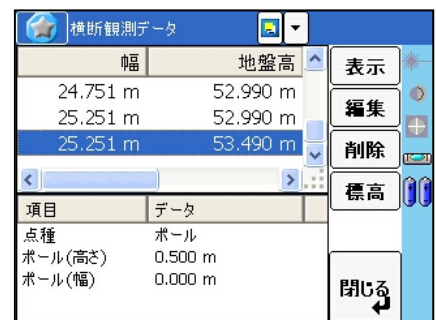 横断観測データ
幅 地盤高
24.751 m 52.990 m
25.251 m 52.990 m
25.251 m 53.490 m
表示
編集
削除
標高
閉じる
項目 データ
点種 ポール
ポール(高さ) 0.500 m
ポール(幅) 0.000 m